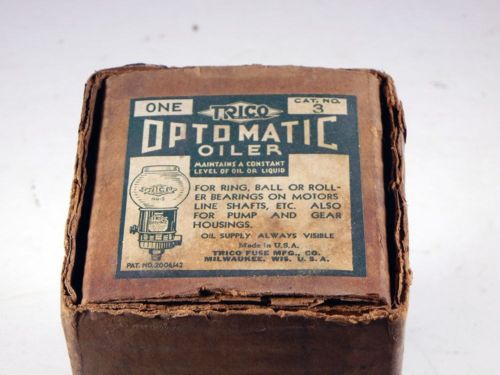 ONE TRICO CAT. NO. 3
OPTOMATIC
OILER
MAINTAINS A CONSTANT
LEVEL OF OIL OR LIQUID
TRICO
FOR RING, BALL OR ROLL-
ER BEARINGS ON MOTORS
LINE SHAFTS, ETC. ALSO
FOR PUMP AND GEAR
HOUSINGS.
OIL SUPPLY ALWAYS VISIBLE
Made in U.S.A.
TRICO FUSE MFG., CO.
MILWAUKEE, WIS. U. S. A.
PAT. NO. 2006142